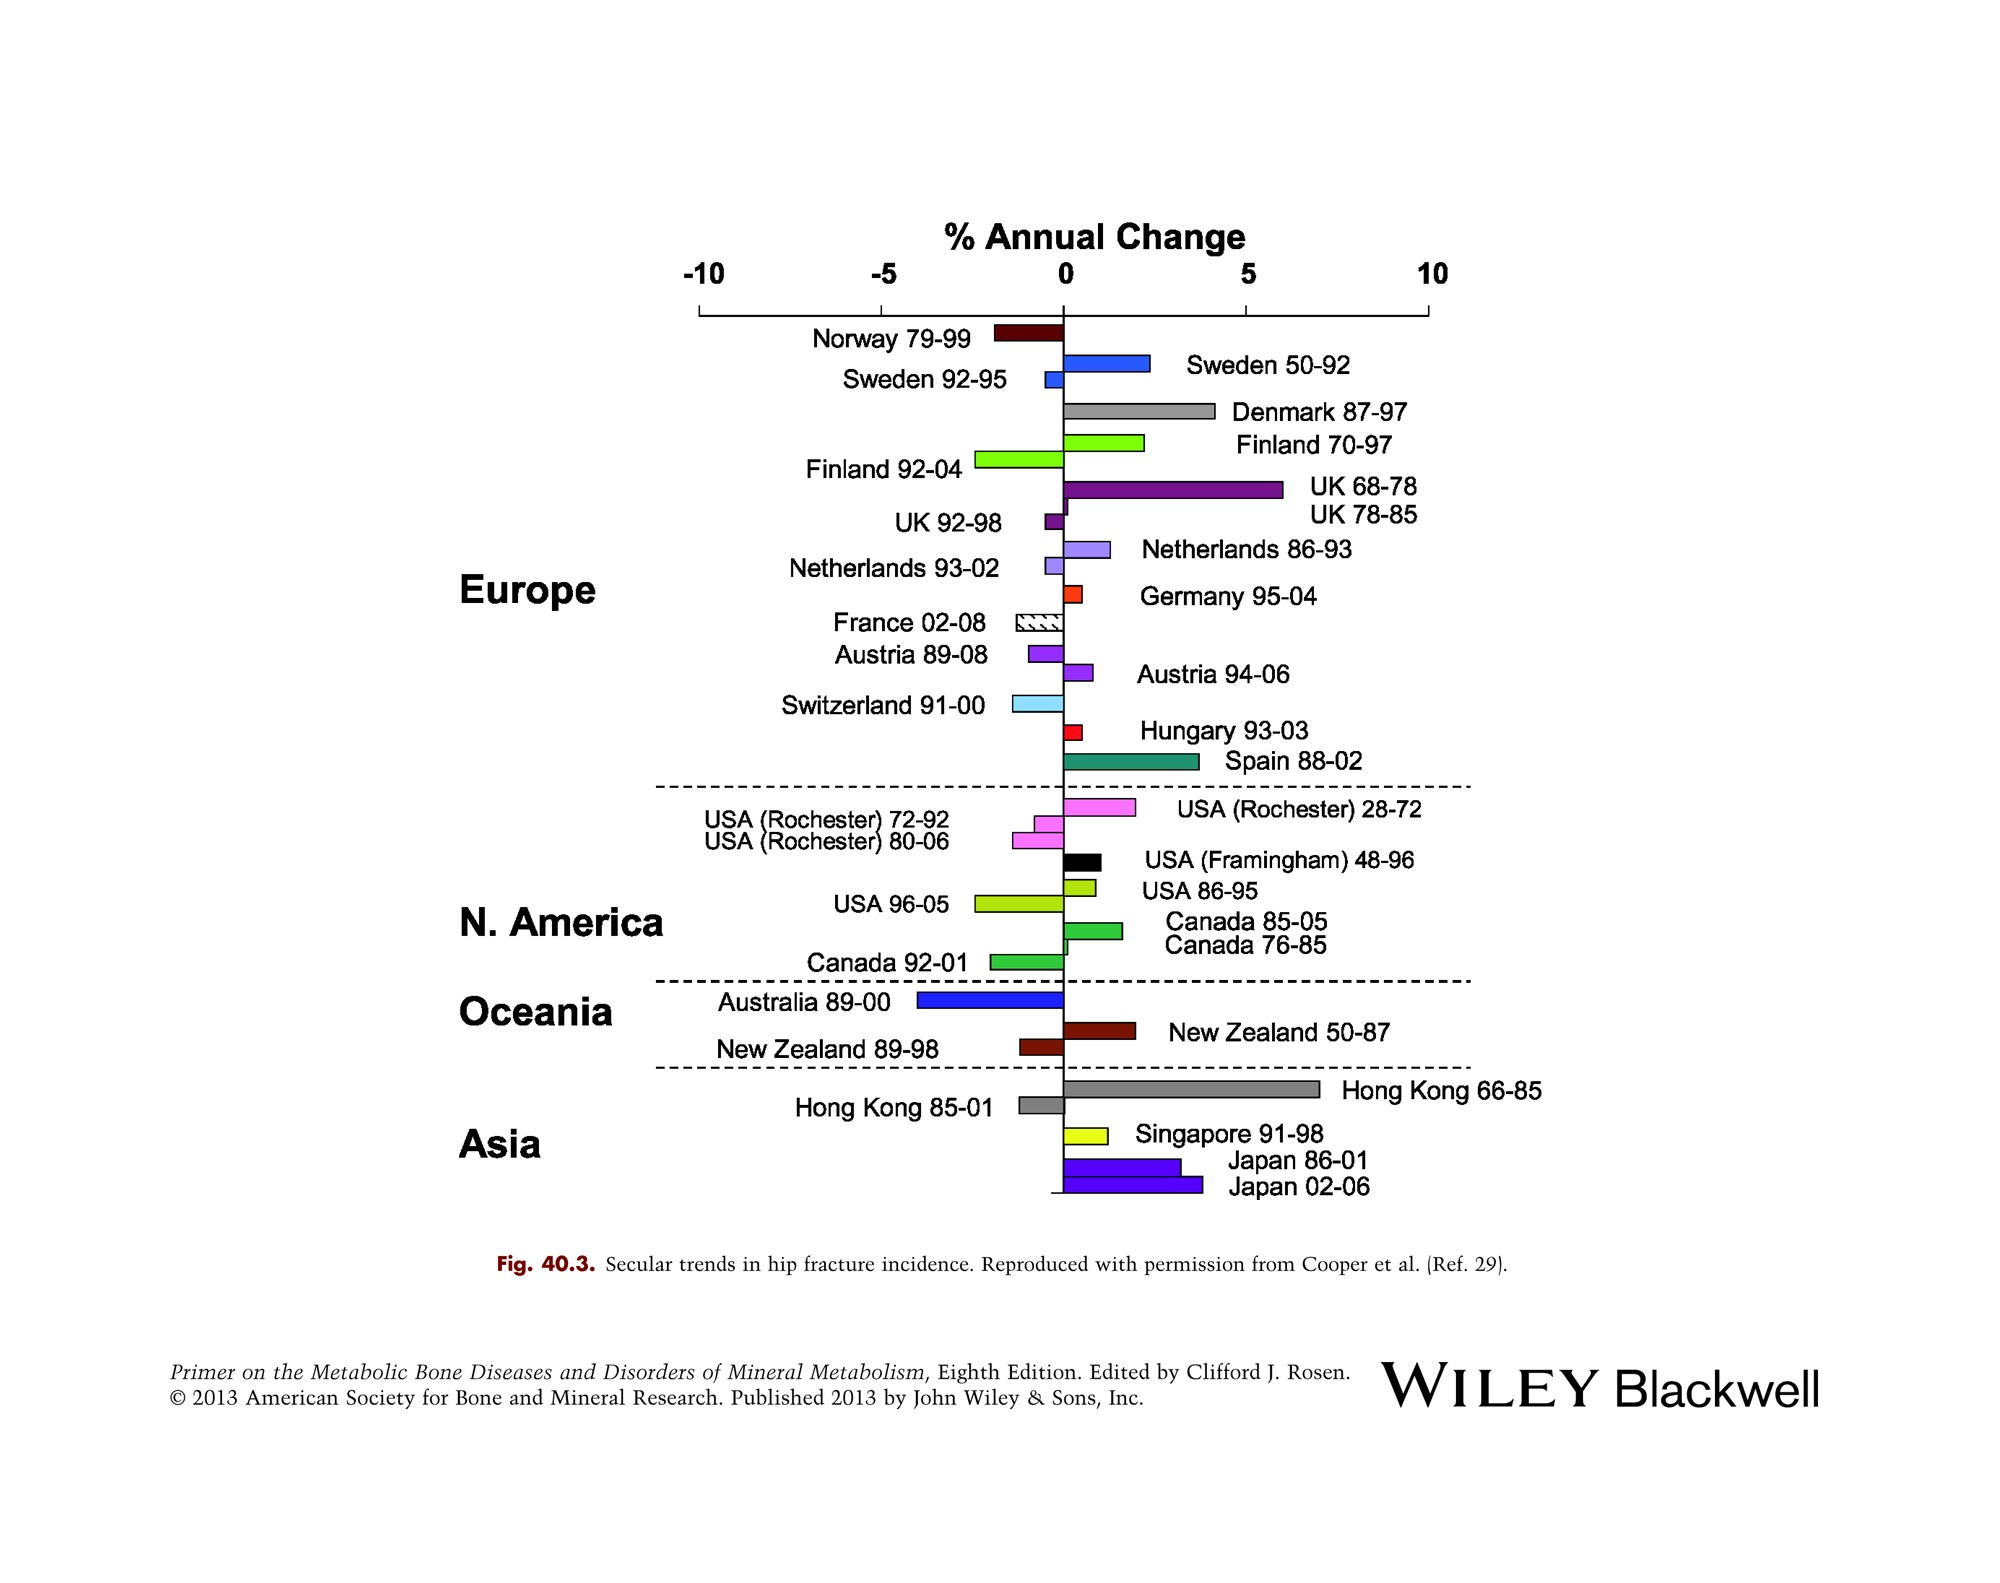 % Annual Change
-10 -5 0 5 10
Norway 79-99
Sweden 50-92
Sweden 92-95
Denmark 87-97
Finland 70-97
Finland 92-04
UK 68-78
UK 78-85
UK 92-98
Netherlands 86-93
Netherlands 93-02
Europe
Germany 95-04
France 02-08
Austria 89-08
Austria 94-06
Switzerland 91-00
Hungary 93-03
Spain 88-02
USA (Rochester) 28-72
USA (Rochester) 72-92
USA (Rochester) 80-06
USA (Framingham) 48-96
USA 86-95
USA 96-05
N. America
Canada 85-05
Canada 76-85
Canada 92-01
Australia 89-00
Oceania
New Zealand 50-87
New Zealand 89-98
Hong Kong 66-85
Hong Kong 85-01
Singapore 91-98
Asia
Japan 86-01
Japan 02-06
Fig. 40.3. Secular trends in hip fracture incidence. Reproduced with permission from Cooper et al. (Ref. 29).
Primer on the Metabolic Bone Diseases and Disorders of Mineral Metabolism, Eighth Edition. Edited by Clifford J. Rosen.
© 2013 American Society for Bone and Mineral Research. Published 2013 by John Wiley & Sons, Inc.
WILEY Blackwell